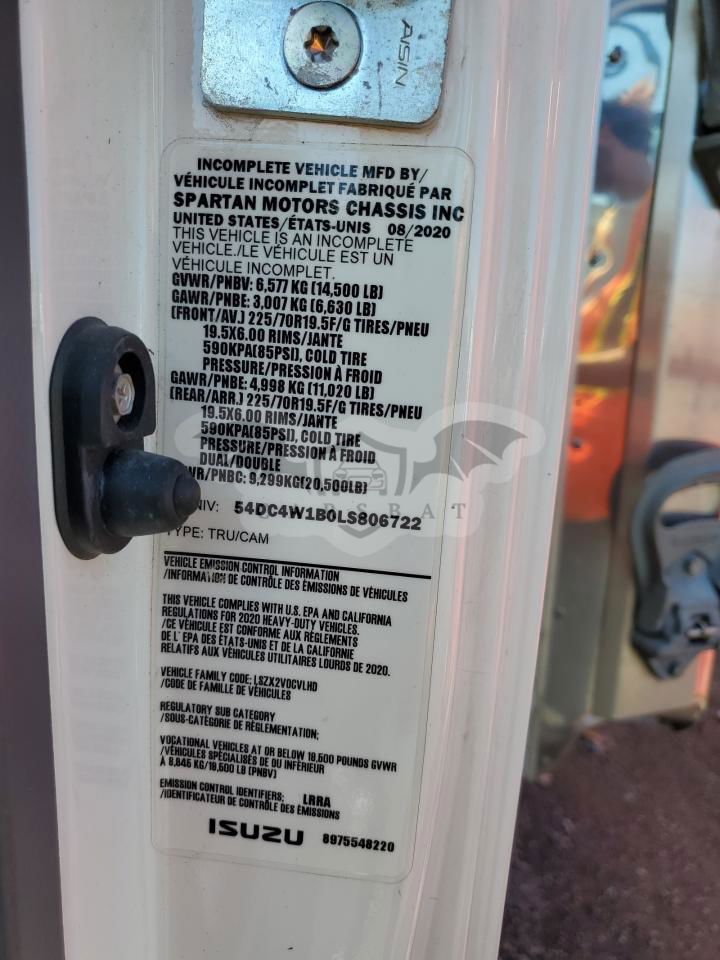 AISIN
INCOMPLETE VEHICLE MFD BY/
VÉHICULE INCOMPLET FABRIQUÉ PAR
SPARTAN MOTORS CHASSIS INC
UNITED STATES/ÉTATS-UNIS 08/2020
THIS VEHICLE IS AN INCOMPLETE
VEHICLE./LE VÉHICULE EST UN
VÉHICULE INCOMPLET.
GVWR/PNBV: 6,577 KG (14,500 LB)
GAWR/PNBE: 3,007 KG (6,630 LB)
(FRONT/AV.) 225/70R19.5F/G TIRES/PNEU
19.5X6.00 RIMS/JANTE
590KPA(85PSI), COLD TIRE
PRESSURE/PRESSION À FROID
GAWR/PNBE: 4,998 KG (11,020 LB)
(REAR/ARR.) 225/70R19.5F/G TIRES/PNEU
19.5X6.00 RIMS/JANTE
590KPA(85PSI), COLD TIRE
PRESSURE/PRESSION À FROID
DUAL/DOUBLE
WR/PNBC: 9,299KG(20,500LB)
NIV: 54DC4W1B0LS806722
TYPE: TRU/CAM
VEHICLE EMISSION CONTROL INFORMATION
/INFORMATION DE CONTRÔLE DES ÉMISSIONS DE VÉHICULES
THIS VEHICLE COMPLIES WITH U.S. EPA AND CALIFORNIA
REGULATIONS FOR 2020 HEAVY-DUTY VEHICLES.
/CE VÉHICULE EST CONFORME AUX RÈGLEMENTS
DE L' EPA DES ÉTATS-UNIS ET DE LA CALIFORNIE
RELATIFS AUX VÉHICULES UTILITAIRES LOURDS DE 2020.
VEHICLE FAMILY CODE: LSZX2VOCVLHD
/CODE DE FAMILLE DE VÉHICULES
REGULATORY SUB CATEGORY
/SOUS-CATÉGORIE DE RÉGLEMENTATION:
VOCATIONAL VEHICLES AT OR BELOW 19,500 POUNDS GVWR
/VÉHICULES SPÉCIALISÉS DE OU INFÉRIEUR
À 8,845 KG/19,500 LB (PNBV)
EMISSION CONTROL IDENTIFIERS: LRRA
/IDENTIFICATEUR DE CONTRÔLE DES ÉMISSIONS
ISUZU 8975548220